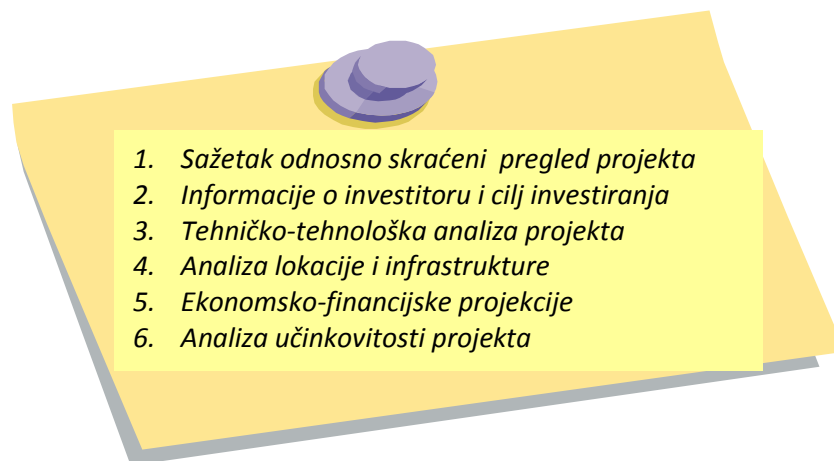 1. Sažetak odnosno skraćeni pregled projekta
2. Informacije o investitoru i cilj investiranja
3. Tehničko-tehnološka analiza projekta
4. Analiza lokacije i infrastrukture
5. Ekonomsko-financijske projekcije
6. Analiza učinkovitosti projekta